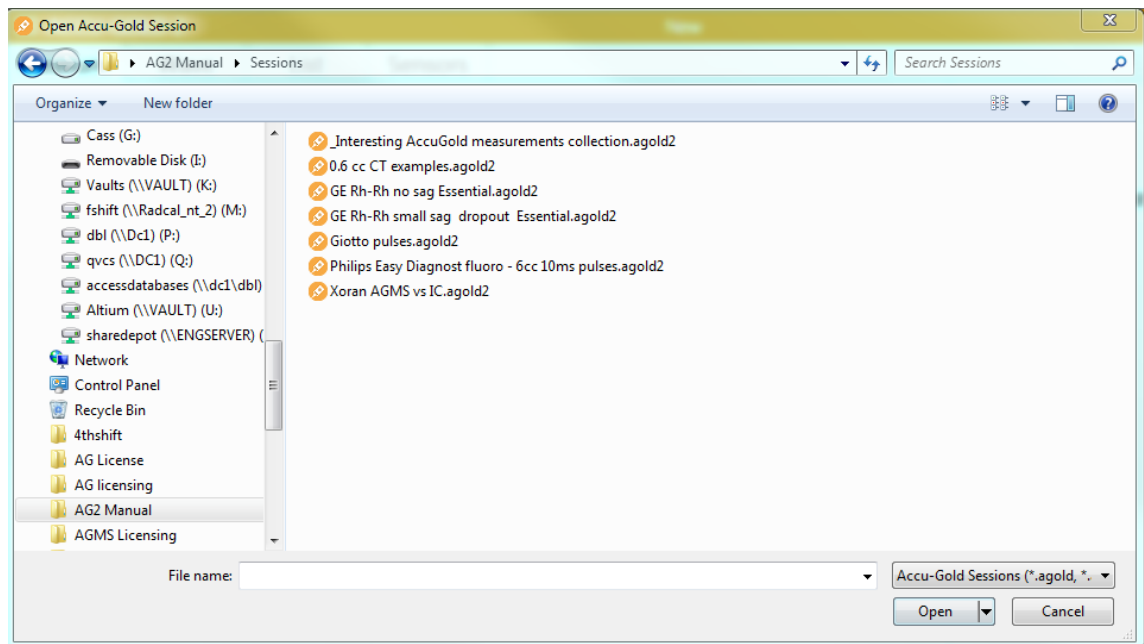 Open Accu-Gold Session
AG2 Manual Sessions
Search Sessions
Organize New folder
Cass (G:)
Removable Disk (I:)
Vaults (\\VAULT) (K:)
fshift (\\Radcal_nt_2) (M:)
dbl (\\Dc1) (P:)
qvcs (\\DC1) (Q:)
accessdatabases (\\dc1\dbl)
Altium (\\VAULT) (U:)
sharedepot (\\ENGSERVER) (
Network
Control Panel
Recycle Bin
4thshift
AG License
AG licensing
AG2 Manual
AGMS Licensing
_Interesting AccuGold measurements collection.agold2
0.6 cc CT examples.agold2
GE Rh-Rh no sag Essential.agold2
GE Rh-Rh small sag  dropout  Essential.agold2
Giotto pulses.agold2
Philips Easy Diagnost fluoro - 6cc 10ms pulses.agold2
Xoran AGMS vs IC.agold2
File name:
Accu-Gold Sessions (*.agold, *.
Open Cancel